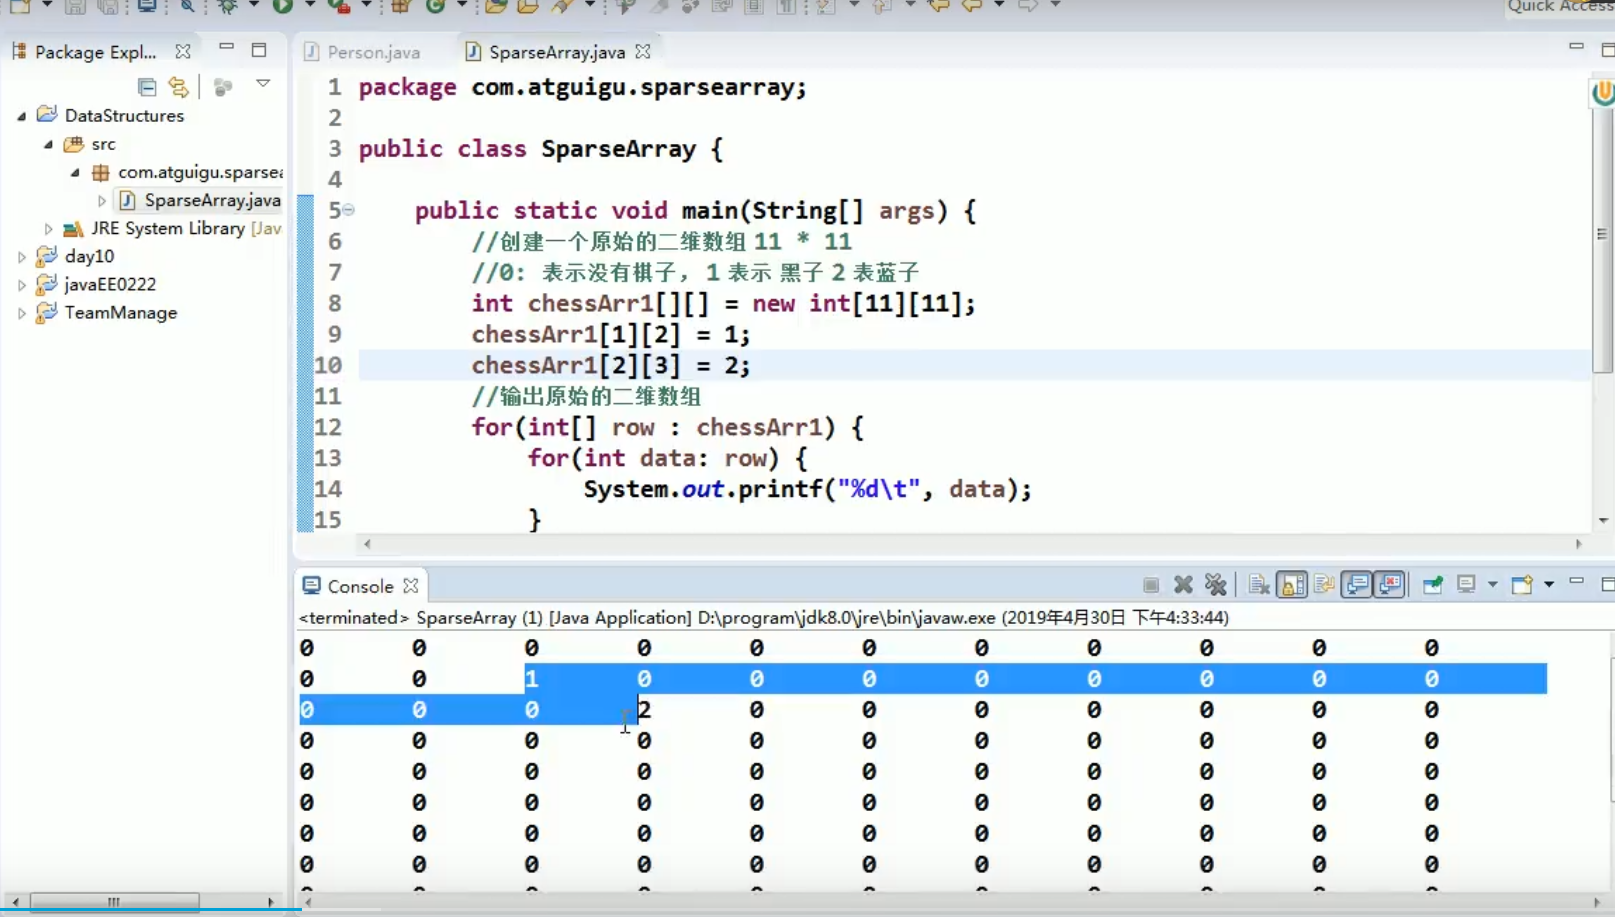 Quick Access
Package Expl...
DataStructures
src
com.atguigu.sparsea
SparseArray.java
JRE System Library [Jav
day10
javaEE0222
TeamManage
Person.java
SparseArray.java
1 package com.atguigu.sparsearray;
2
3 public class SparseArray {
4
5 public static void main(String[] args) {
6 //创建一个原始的二维数组 11 * 11
7 //0: 表示没有棋子, 1 表示 黑子 2 表蓝子
8 int chessArr1[][] = new int[11][11];
9 chessArr1[1][2] = 1;
10 chessArr1[2][3] = 2;
11 //输出原始的二维数组
12 for(int[] row : chessArr1) {
13 for(int data: row) {
14 System.out.printf("%d\t", data);
15 }
Console
<terminated> SparseArray (1) [Java Application] D:\program\jdk8.0\jre\bin\javaw.exe (2019年4月30日 下午4:33:44)
0 0 0 0 0 0 0 0 0 0 0
0 0 1 0 0 0 0 0 0 0 0
0 0 0 2 0 0 0 0 0 0 0
0 0 0 0 0 0 0 0 0 0 0
0 0 0 0 0 0 0 0 0 0 0
0 0 0 0 0 0 0 0 0 0 0
0 0 0 0 0 0 0 0 0 0 0
0 0 0 0 0 0 0 0 0 0 0